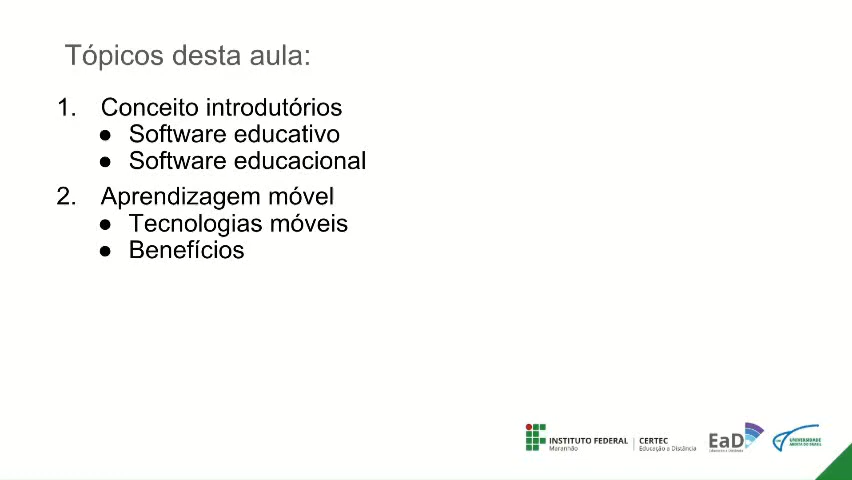 Tópicos desta aula:
1. Conceito introdutórios
● Software educativo
● Software educacional
2. Aprendizagem móvel
● Tecnologias móveis
● Benefícios
INSTITUTO FEDERAL
Maranhão
CERTEC
Educação a Distância
EaD
UNIVERSIDADE
ABERTA DO BRASIL